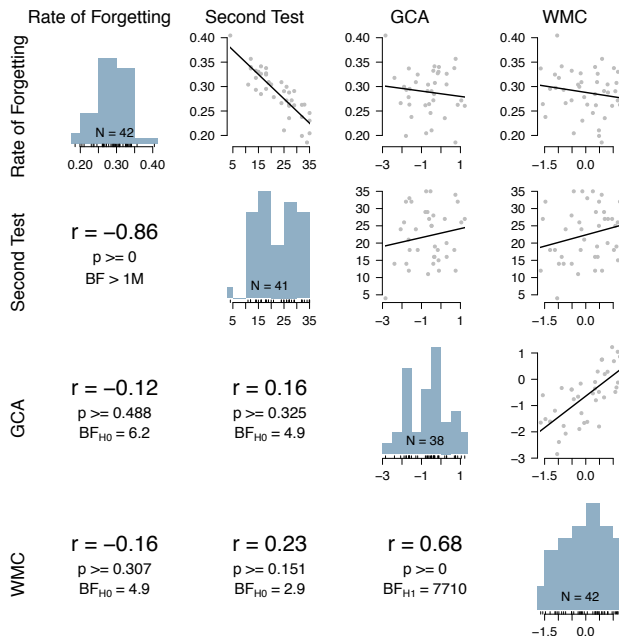 Rate of Forgetting Second Test GCA WMC
Rate of Forgetting
N = 42
0.20 0.30 0.40
0.40
0.35
0.30
0.25
0.20
5 15 25 35
0.40
0.35
0.30
0.25
0.20
−3 −1 1
0.40
0.35
0.30
0.25
0.20
−1.5 0.0
Second Test
r = −0.86
p >= 0
BF > 1M
N = 41
5 15 25 35
35
30
25
20
15
10
5
−3 −1 1
35
30
25
20
15
10
5
−1.5 0.0
GCA
r = −0.12
p >= 0.488
BFH0 = 6.2
r = 0.16
p >= 0.325
BFH0 = 4.9
N = 38
−3 −1 1
1
0
−1
−2
−3
−1.5 0.0
WMC
r = −0.16
p >= 0.307
BFH0 = 4.9
r = 0.23
p >= 0.151
BFH0 = 2.9
r = 0.68
p >= 0
BFH1 = 7710
N = 42
−1.5 0.0